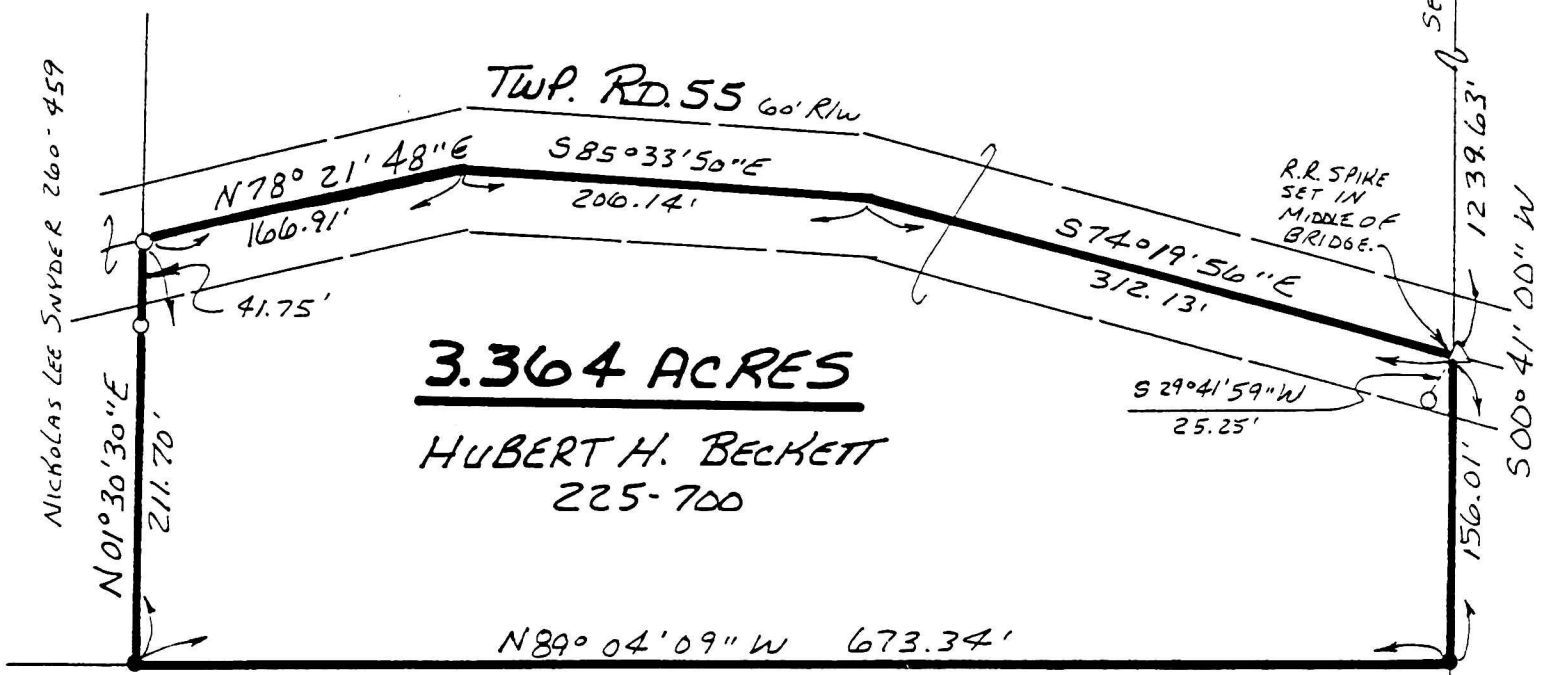 Se
NICKOLAS LEE SNYDER 260-459
TWP. RD. 55 60' R/W
N78° 21' 48"E
166.91'
S85°33'50"E
206.14'
S74°19'56"E
312.13'
R.R. SPIKE
SET IN
MIDDLE OF
BRIDGE.
1239.63'
S00° 41' 00" W
41.75'
3.364 ACRES
HUBERT H. BECKETT
225-700
S 29°41'59"W
25.25'
N01°30'30"E
211.70'
156.01'
N89° 04' 09" W 673.34'